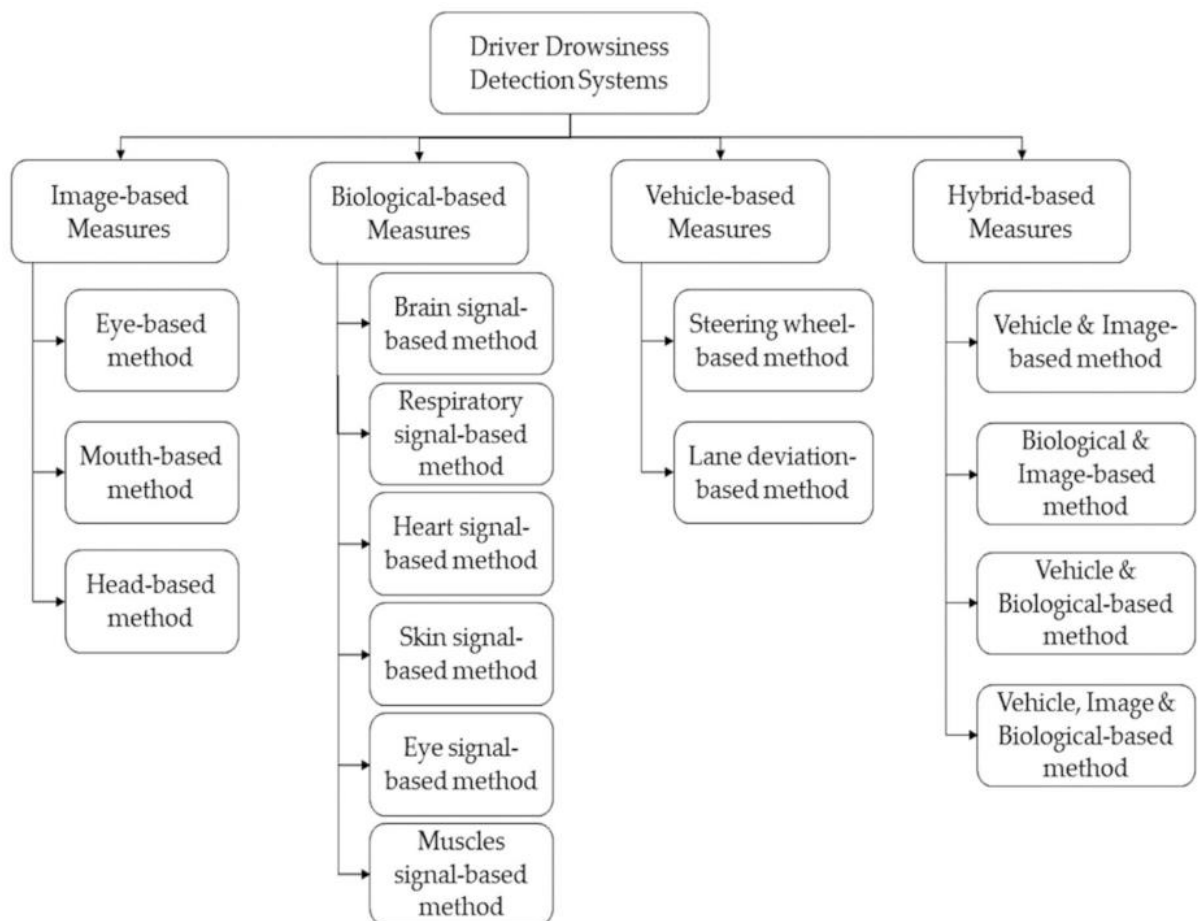 Driver Drowsiness
Detection Systems
Image-based
Measures
Eye-based
method
Mouth-based
method
Head-based
method
Biological-based
Measures
Brain signal-
based method
Respiratory
signal-based
method
Heart signal-
based method
Skin signal-
based method
Eye signal-
based method
Muscles
signal-based
method
Vehicle-based
Measures
Steering wheel-
based method
Lane deviation-
based method
Hybrid-based
Measures
Vehicle & Image-
based method
Biological &
Image-based
method
Vehicle &
Biological-based
method
Vehicle, Image &
Biological-based
method